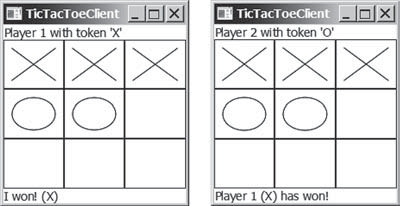 TicTacToeClient
Player 1 with token 'X'
I won! (X)
TicTacToeClient
Player 2 with token 'O'
Player 1 (X) has won!